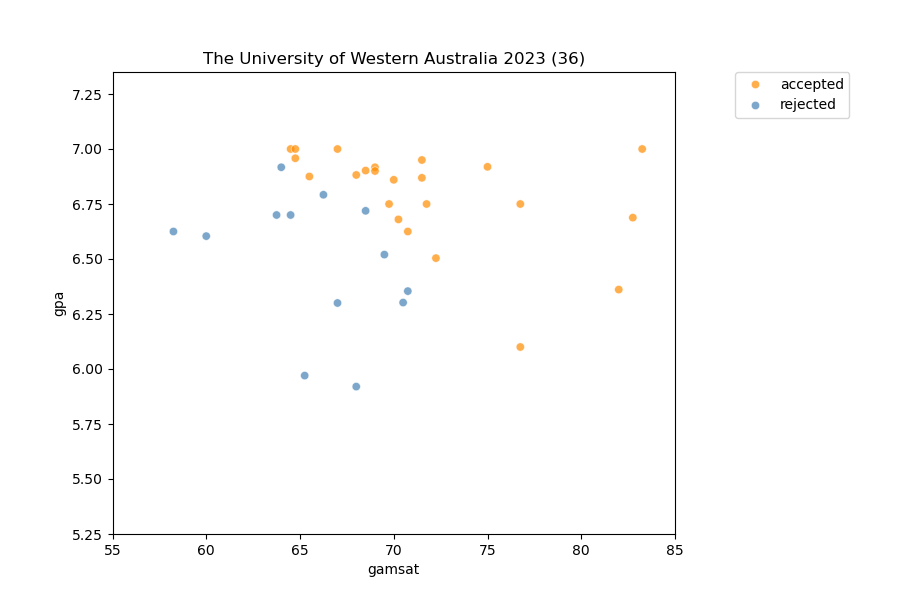 The University of Western Australia 2023 (36)
accepted
rejected
7.25
7.00
6.75
6.50
6.25
6.00
5.75
5.50
5.25
gpa
55 60 65 70 75 80 85
gamsat